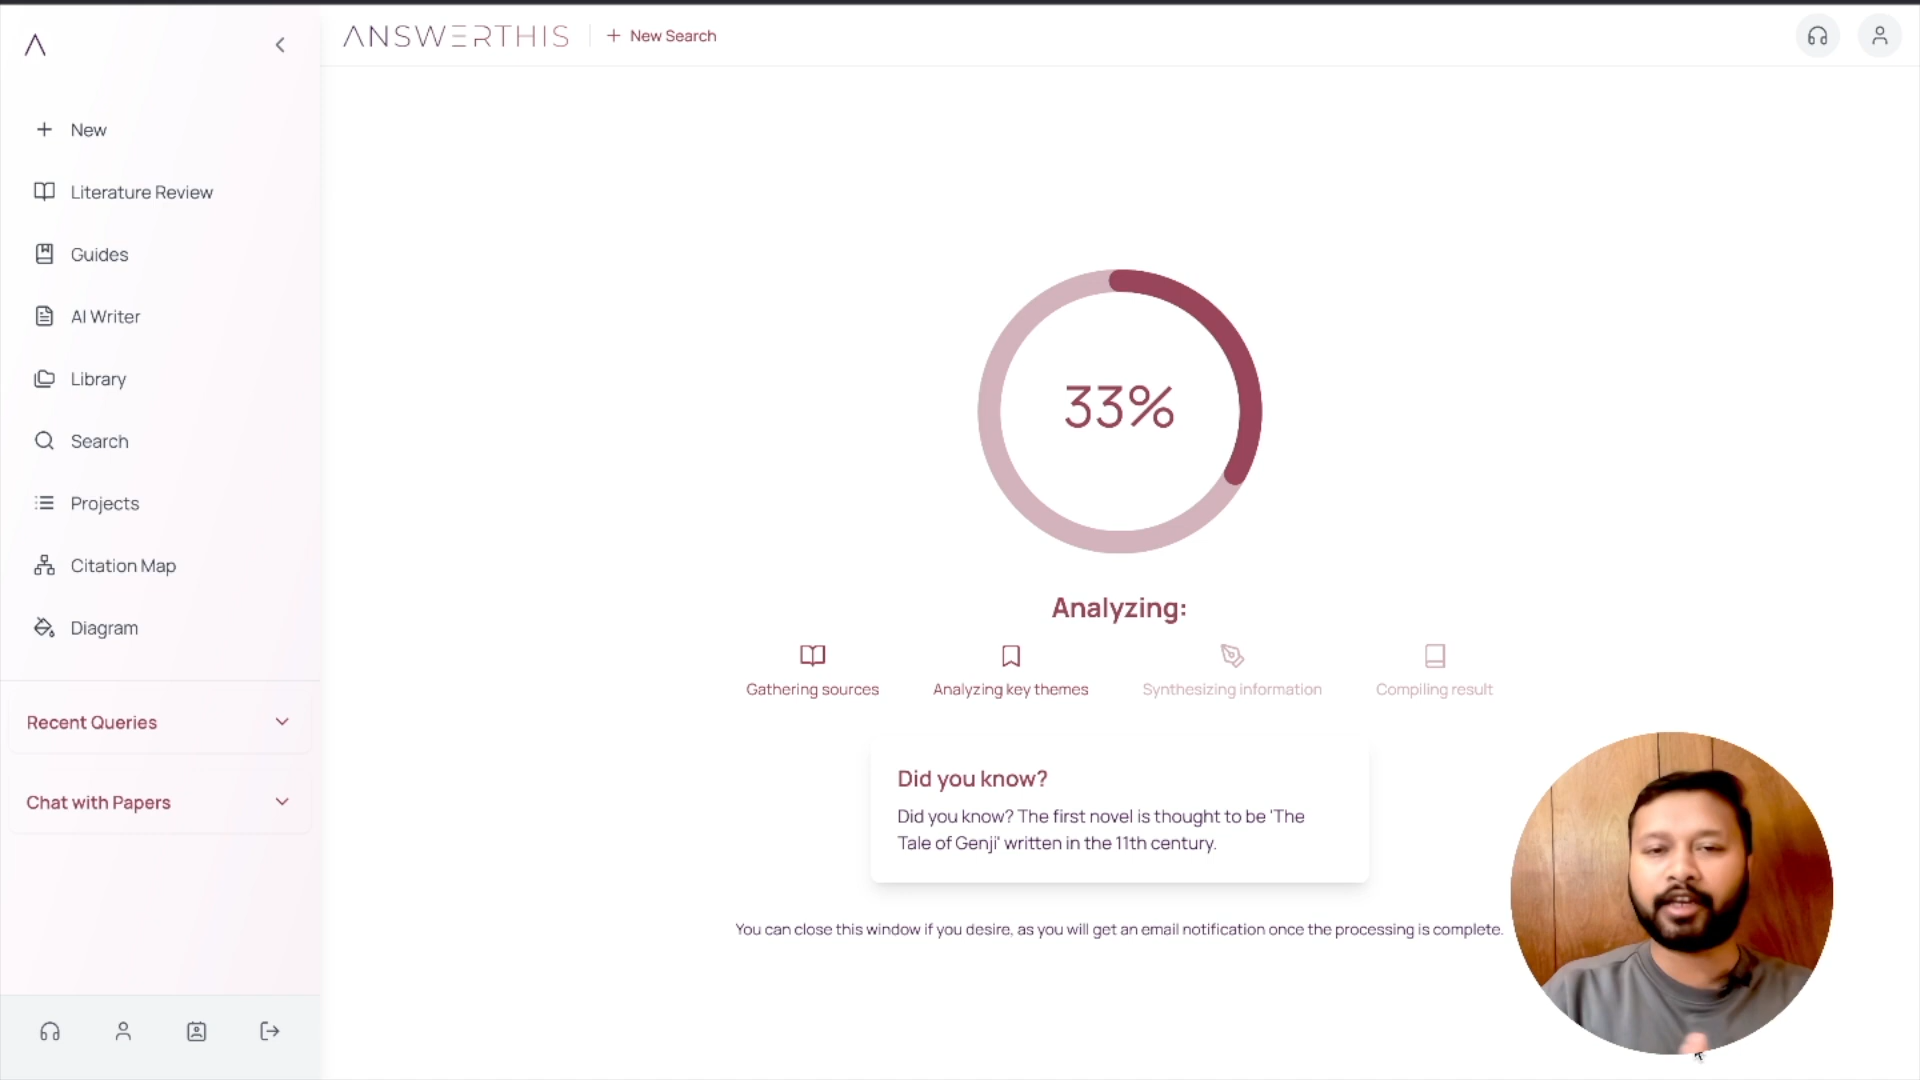 ANSWERTHIS
New Search
New
Literature Review
Guides
AI Writer
Library
Search
Projects
Citation Map
Diagram
Recent Queries
Chat with Papers
33%
Analyzing:
Gathering sources
Analyzing key themes
Synthesizing information
Compiling result
Did you know?
Did you know? The first novel is thought to be 'The
Tale of Genji' written in the 11th century.
You can close this window if you desire, as you will get an email notification once the processing is complete.